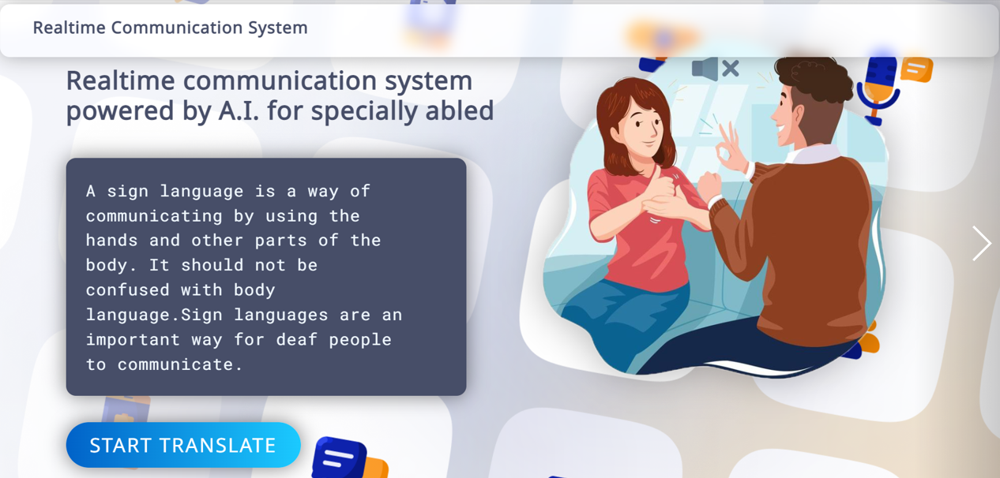 Realtime Communication System
Realtime communication system
powered by A.I. for specially abled
A sign language is a way of
communicating by using the
hands and other parts of the
body. It should not be
confused with body
language.Sign languages are an
important way for deaf people
to communicate.
START TRANSLATE